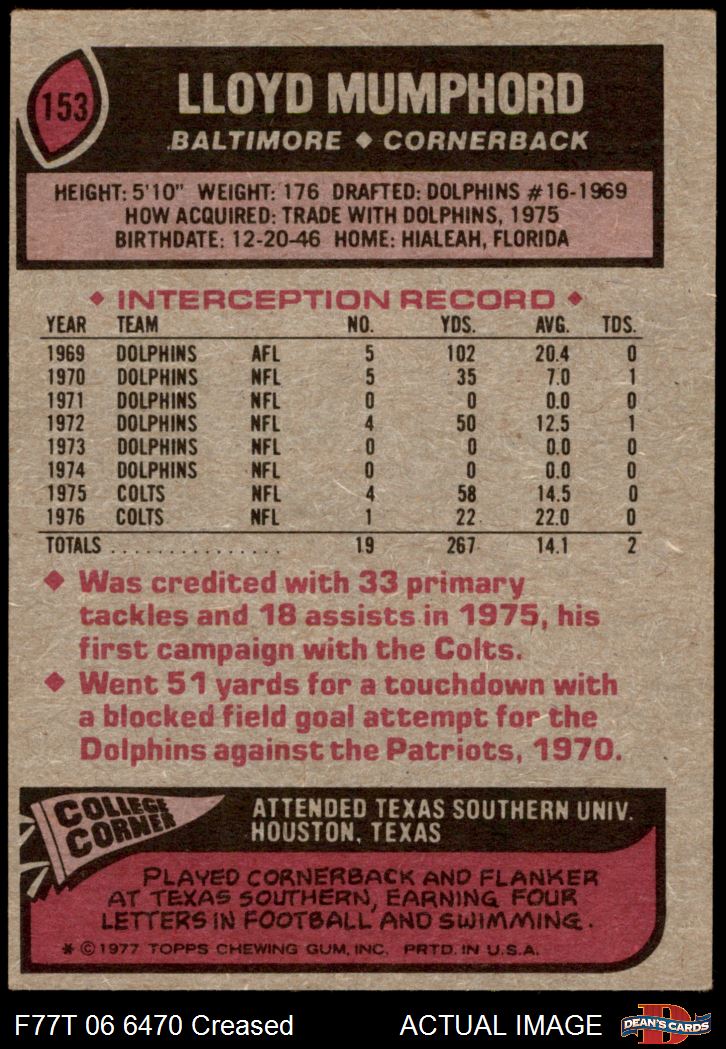 153
LLOYD MUMPHORD
BALTIMORE ◆ CORNERBACK
HEIGHT: 5'10" WEIGHT: 176 DRAFTED: DOLPHINS #16-1969
HOW ACQUIRED: TRADE WITH DOLPHINS, 1975
BIRTHDATE: 12-20-46 HOME: HIALEAH, FLORIDA
◆ INTERCEPTION RECORD ◆
YEAR TEAM NO. YDS. AVG. TDS.
1969 DOLPHINS AFL 5 102 20.4 0
1970 DOLPHINS NFL 5 35 7.0 1
1971 DOLPHINS NFL 0 0 0.0 0
1972 DOLPHINS NFL 4 50 12.5 1
1973 DOLPHINS NFL 0 0 0.0 0
1974 DOLPHINS NFL 0 0 0.0 0
1975 COLTS NFL 4 58 14.5 0
1976 COLTS NFL 1 22 22.0 0
TOTALS . . . . . . . . . . . . . . . . 19 267 14.1 2
◆ Was credited with 33 primary
tackles and 18 assists in 1975, his
first campaign with the Colts.
◆ Went 51 yards for a touchdown with
a blocked field goal attempt for the
Dolphins against the Patriots, 1970.
COLLEGE
CORNER
ATTENDED TEXAS SOUTHERN UNIV.
HOUSTON, TEXAS
PLAYED CORNERBACK AND FLANKER
AT TEXAS SOUTHERN, EARNING FOUR
LETTERS IN FOOTBALL AND SWIMMING.
* © 1977 TOPPS CHEWING GUM, INC. PRTD. IN U.S.A.
F77T 06 6470 Creased ACTUAL IMAGE
D
DEAN'S CARDS